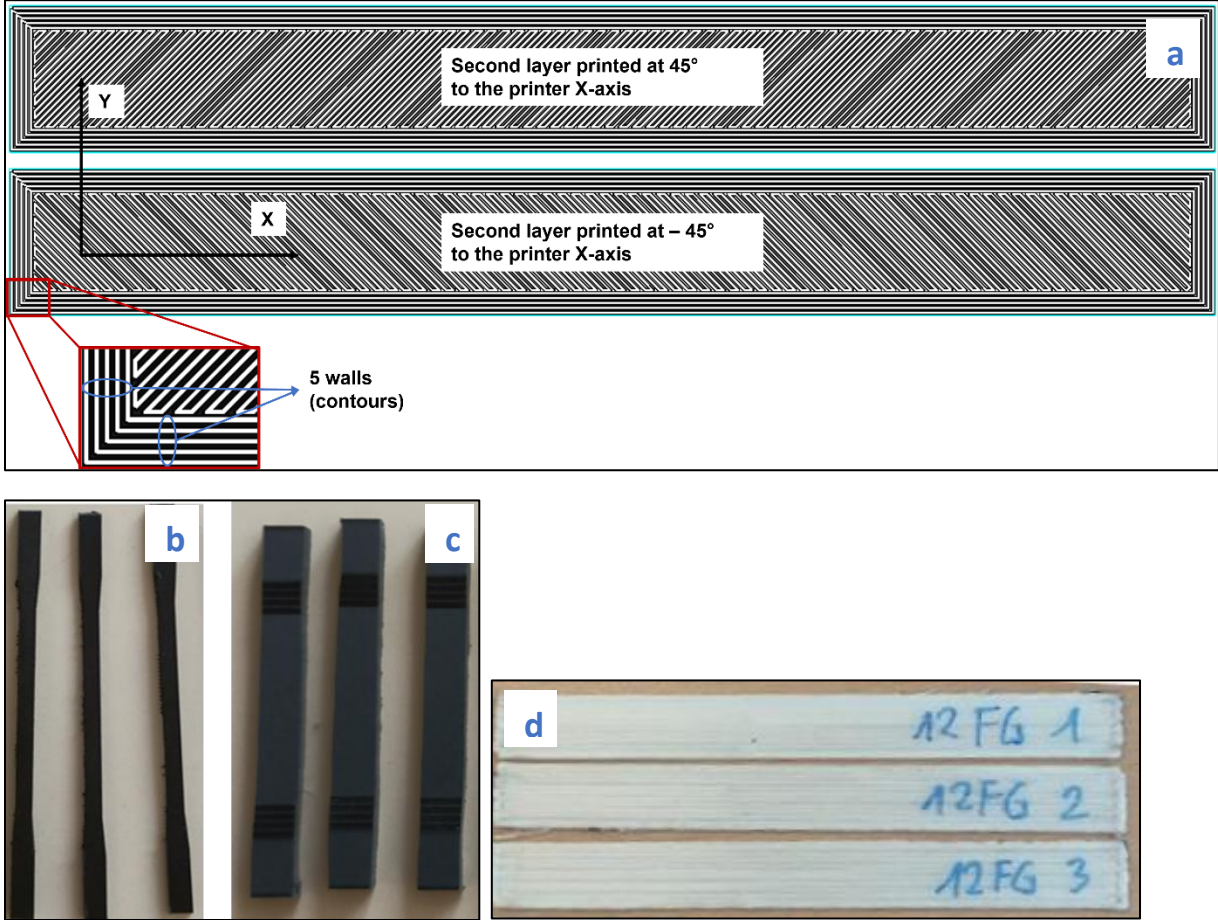 a
Second layer printed at 45°
to the printer X-axis
Y
X
Second layer printed at – 45°
to the printer X-axis
5 walls
(contours)
b
c
d
12 FG 1
12FG 2
12FG 3